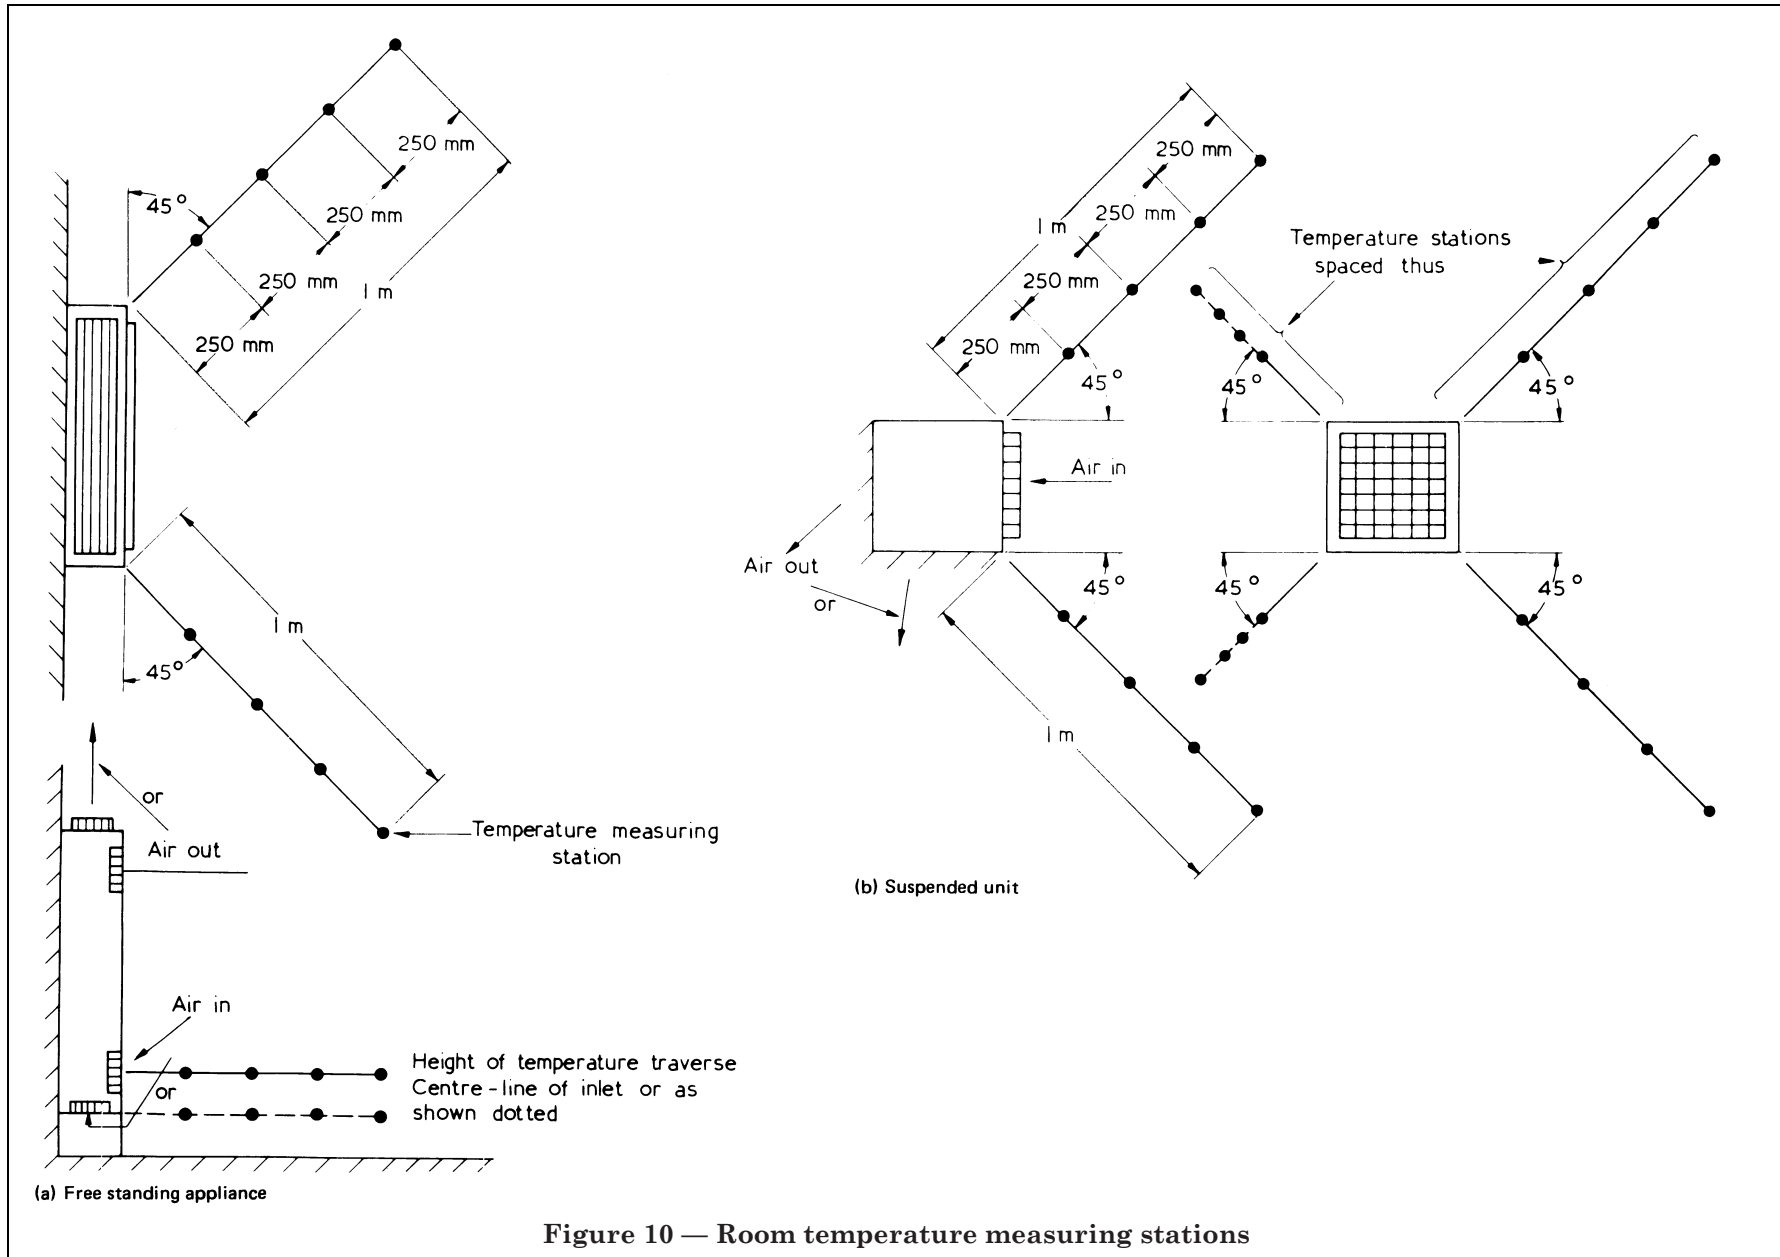 45°
250 mm
250 mm
250 mm
250 mm
1 m
1 m
45°
Temperature measuring
station
or
Air out
Air in
or
Height of temperature traverse
Centre-line of inlet or as
shown dotted
(a) Free standing appliance
250 mm
250 mm
250 mm
250 mm
1 m
45°
Air in
Air out
or
45°
1 m
(b) Suspended unit
Temperature stations
spaced thus
45°
45°
45°
45°
Figure 10 — Room temperature measuring stations